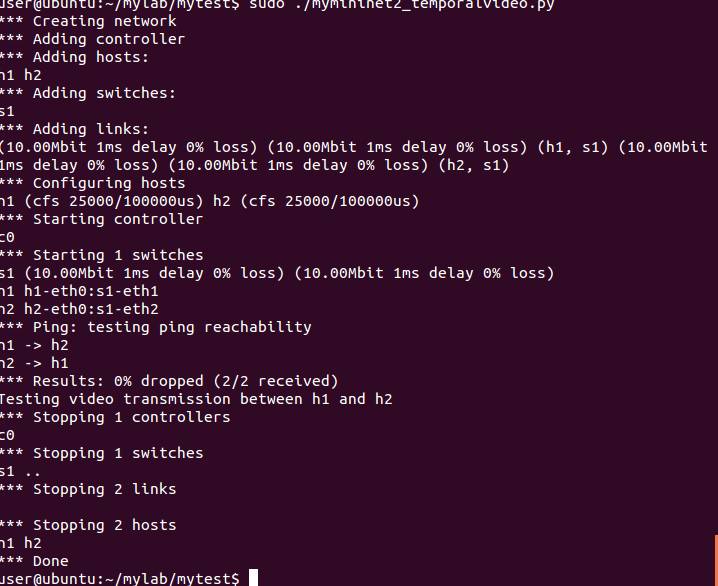 user@ubuntu:~/mylab/mytest$ sudo ./mymininet2_temporalvideo.py
*** Creating network
*** Adding controller
*** Adding hosts:
h1 h2
*** Adding switches:
s1
*** Adding links:
(10.00Mbit 1ms delay 0% loss) (10.00Mbit 1ms delay 0% loss) (h1, s1) (10.00Mbit
1ms delay 0% loss) (10.00Mbit 1ms delay 0% loss) (h2, s1)
*** Configuring hosts
h1 (cfs 25000/100000us) h2 (cfs 25000/100000us)
*** Starting controller
c0
*** Starting 1 switches
s1 (10.00Mbit 1ms delay 0% loss) (10.00Mbit 1ms delay 0% loss)
h1 h1-eth0:s1-eth1
h2 h2-eth0:s1-eth2
*** Ping: testing ping reachability
h1 -> h2
h2 -> h1
*** Results: 0% dropped (2/2 received)
Testing video transmission between h1 and h2
*** Stopping 1 controllers
c0
*** Stopping 1 switches
s1 ..
*** Stopping 2 links
*** Stopping 2 hosts
h1 h2
*** Done
user@ubuntu:~/mylab/mytest$